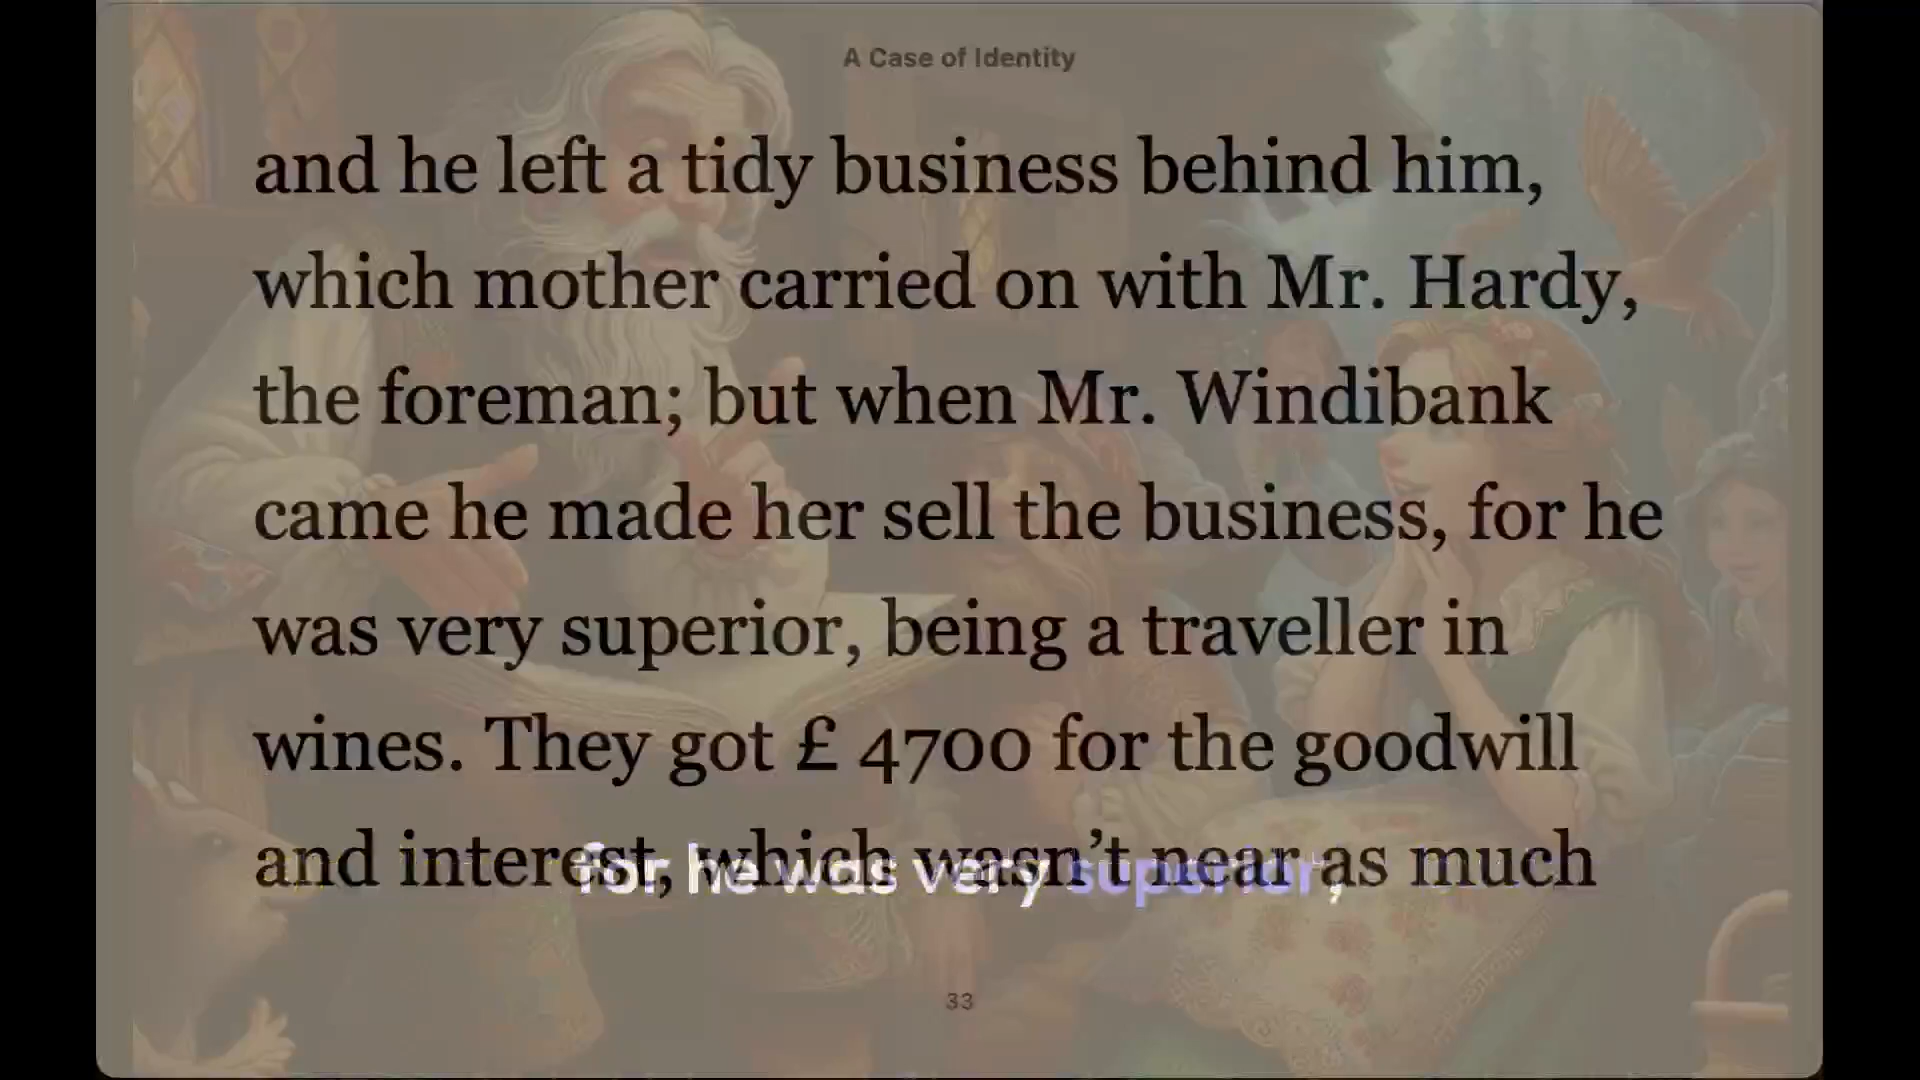 A Case of Identity
and he left a tidy business behind him,
which mother carried on with Mr. Hardy,
the foreman; but when Mr. Windibank
came he made her sell the business, for he
was very superior, being a traveller in
wines. They got £ 4700 for the goodwill
and interest, which wasn’t near as much
for he was very superior,
33